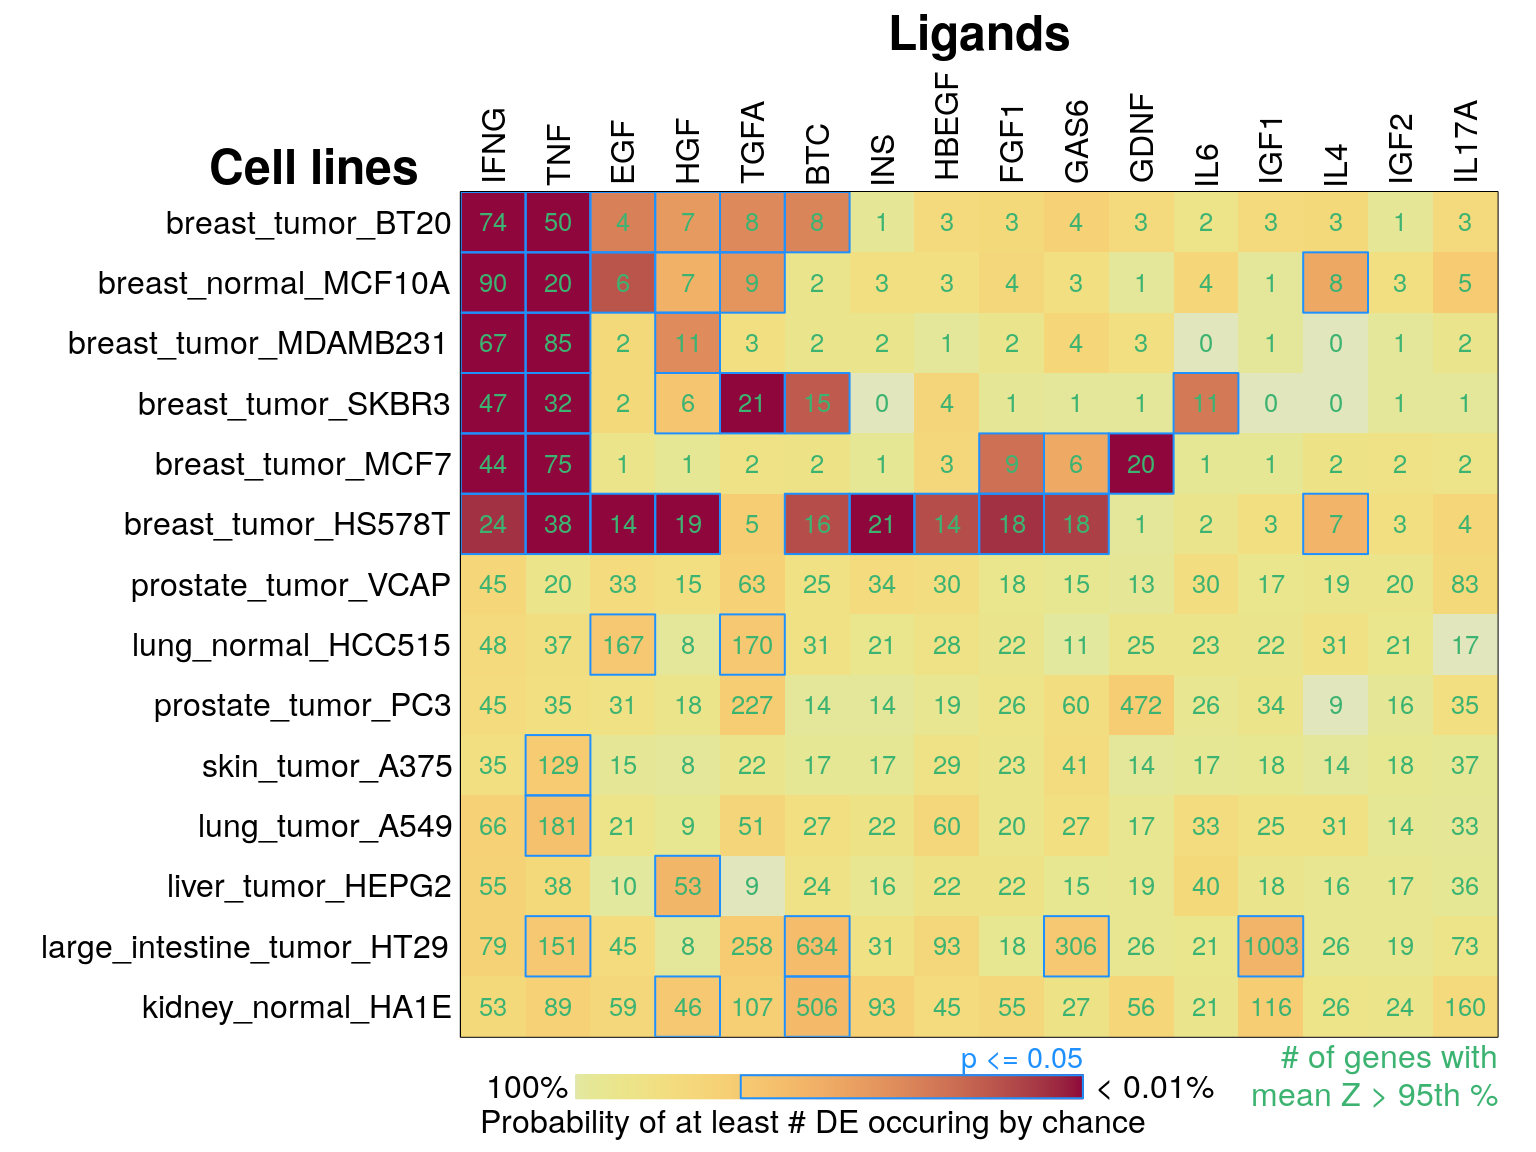 Ligands
Cell lines
IFNG TNF EGF HGF TGFA BTC INS HBEGF FGF1 GAS6 GDNF IL6 IGF1 IL4 IGF2 IL17A
breast_tumor_BT20 74 50 4 7 8 8 1 3 3 4 3 2 3 3 1 3
breast_normal_MCF10A 90 20 6 7 9 2 3 3 4 3 1 4 1 8 3 5
breast_tumor_MDAMB231 67 85 2 11 3 2 2 1 2 4 3 0 1 0 1 2
breast_tumor_SKBR3 47 32 2 6 21 15 0 4 1 1 1 11 0 0 1 1
breast_tumor_MCF7 44 75 1 1 2 2 1 3 9 6 20 1 1 2 2 2
breast_tumor_HS578T 24 38 14 19 5 16 21 14 18 18 1 2 3 7 3 4
prostate_tumor_VCAP 45 20 33 15 63 25 34 30 18 15 13 30 17 19 20 83
lung_normal_HCC515 48 37 167 8 170 31 21 28 22 11 25 23 22 31 21 17
prostate_tumor_PC3 45 35 31 18 227 14 14 19 26 60 472 26 34 9 16 35
skin_tumor_A375 35 129 15 8 22 17 17 29 23 41 14 17 18 14 18 37
lung_tumor_A549 66 181 21 9 51 27 22 60 20 27 17 33 25 31 14 33
liver_tumor_HEPG2 55 38 10 53 9 24 16 22 22 15 19 40 18 16 17 36
large_intestine_tumor_HT29 79 151 45 8 258 634 31 93 18 306 26 21 1003 26 19 73
kidney_normal_HA1E 53 89 59 46 107 506 93 45 55 27 56 21 116 26 24 160
p <= 0.05
100% < 0.01%
Probability of at least # DE occuring by chance
# of genes with
mean Z > 95th %